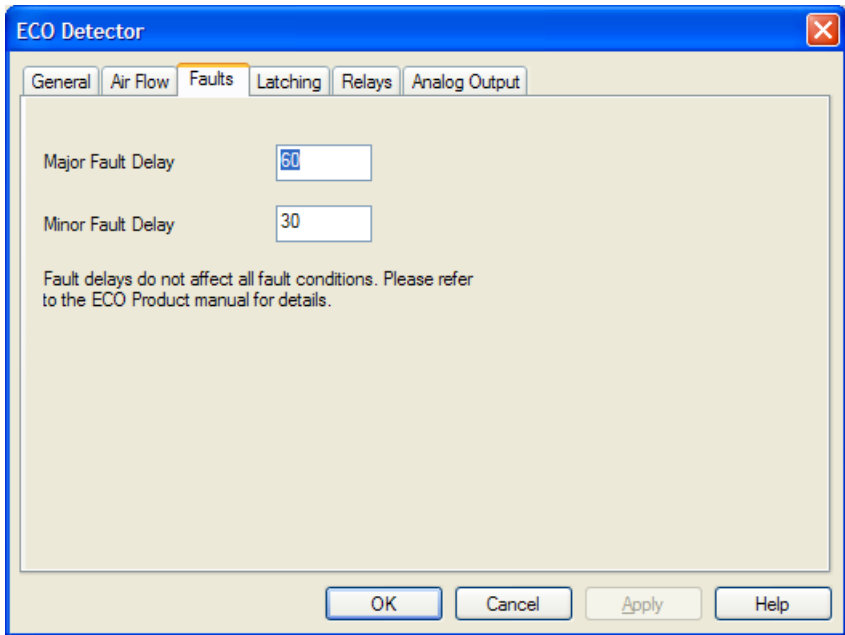 ECO Detector
General Air Flow Faults Latching Relays Analog Output
Major Fault Delay 60
Minor Fault Delay 30
Fault delays do not affect all fault conditions. Please refer
to the ECO Product manual for details.
OK Cancel Apply Help